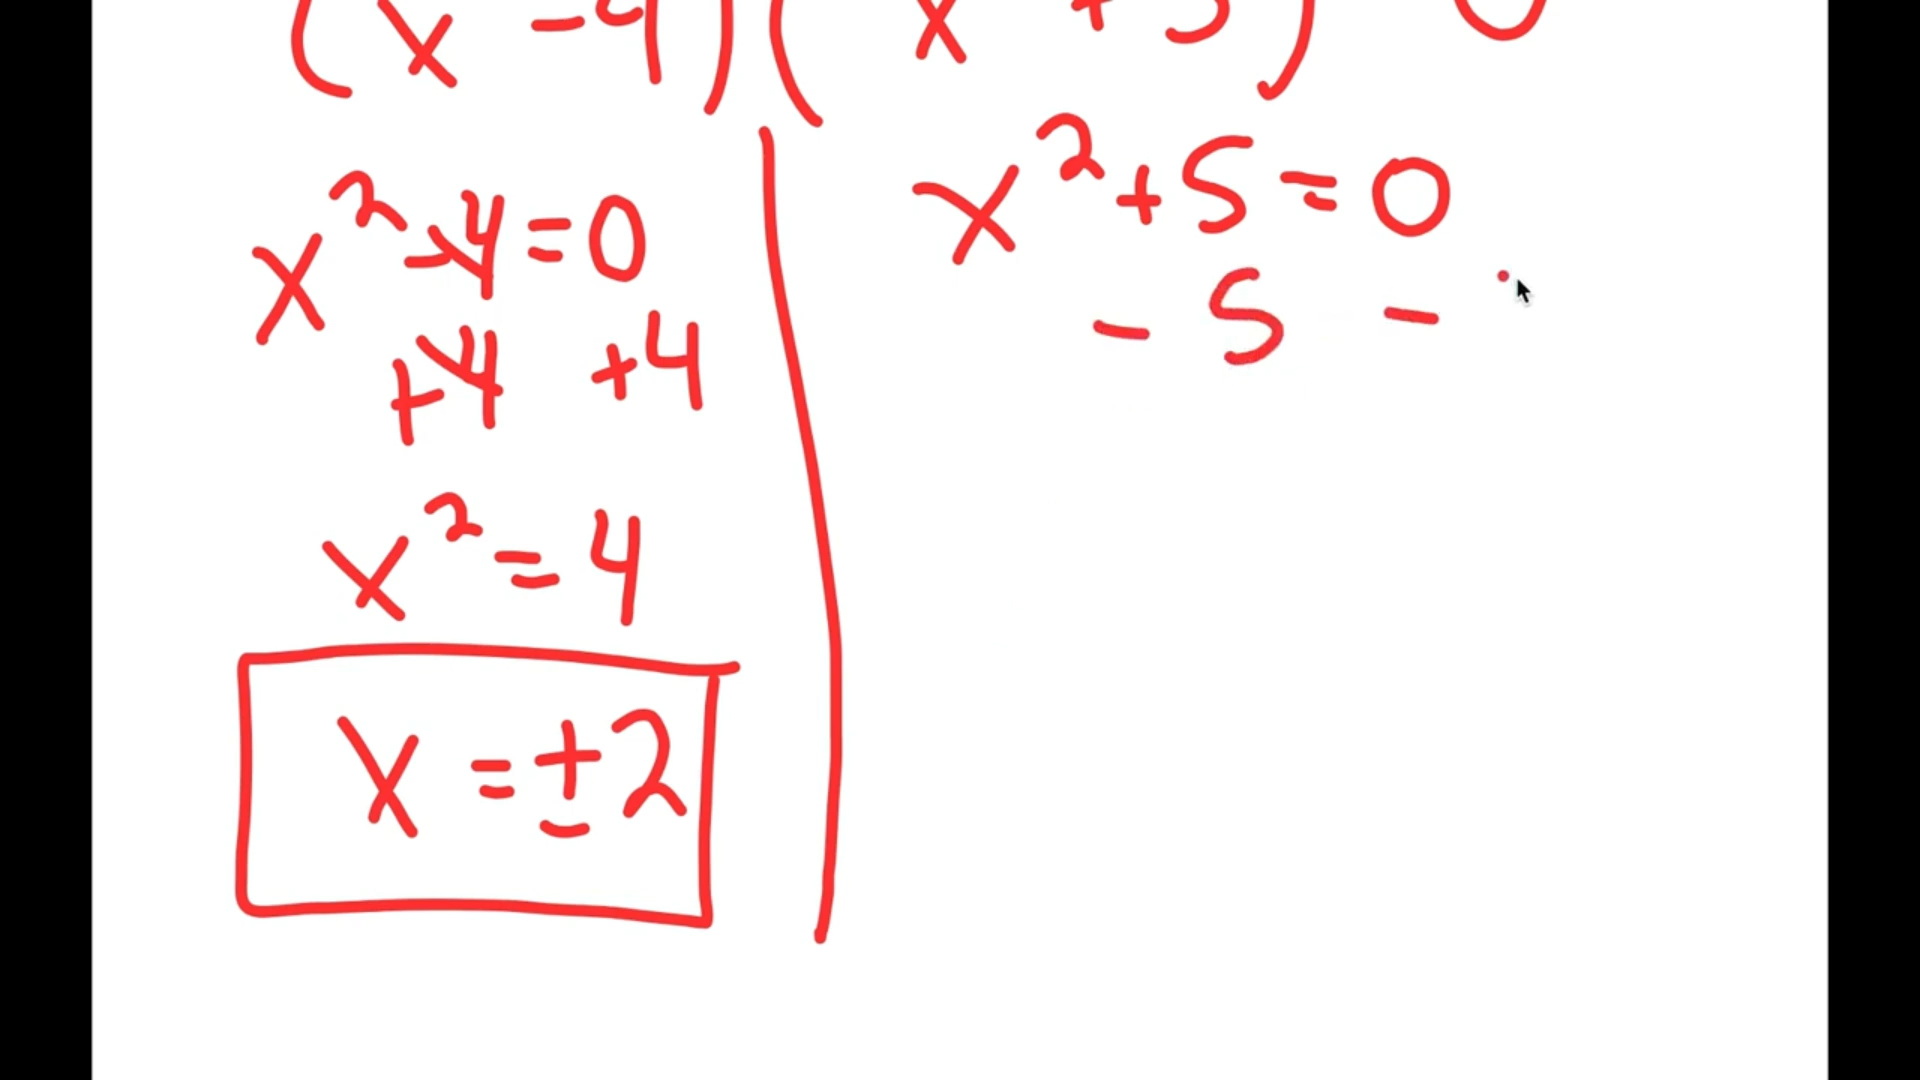 (x -4)(x +5) 0
x²-4=0
+4 +4
x²=4
x=±2
x²+5=0
-5 -